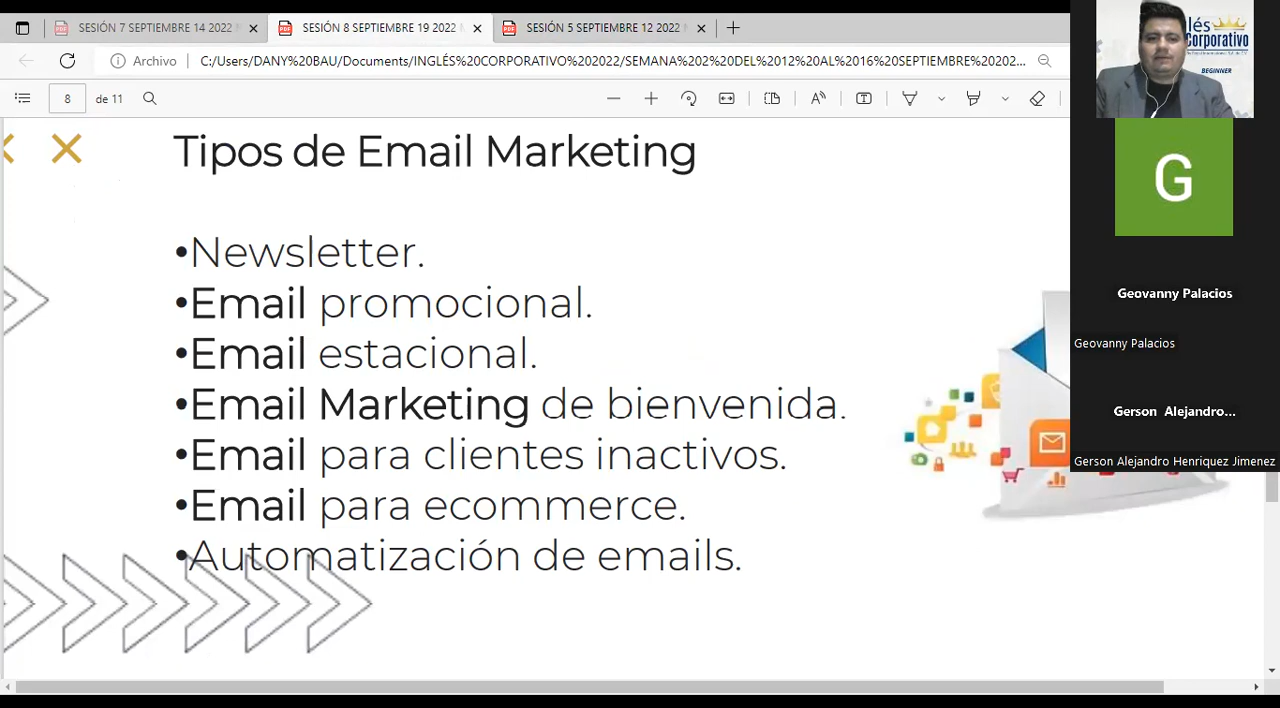 SESIÓN 7 SEPTIEMBRE 14 2022
SESIÓN 8 SEPTIEMBRE 19 2022
SESIÓN 5 SEPTIEMBRE 12 2022
Archivo
C:/Users/DANY%20BAU/Documents/INGLÉS%20CORPORATIVO%202022/SEMANA%202%20DEL%2012%20AL%2016%20SEPTIEMBRE%20202...
8 de 11
Tipos de Email Marketing
•Newsletter.
•Email promocional.
•Email estacional.
•Email Marketing de bienvenida.
•Email para clientes inactivos.
•Email para ecommerce.
•Automatización de emails.
lés
Corporativo
BEGINNER
G
Geovanny Palacios
Geovanny Palacios
Gerson Alejandro...
Gerson Alejandro Henriquez Jimenez